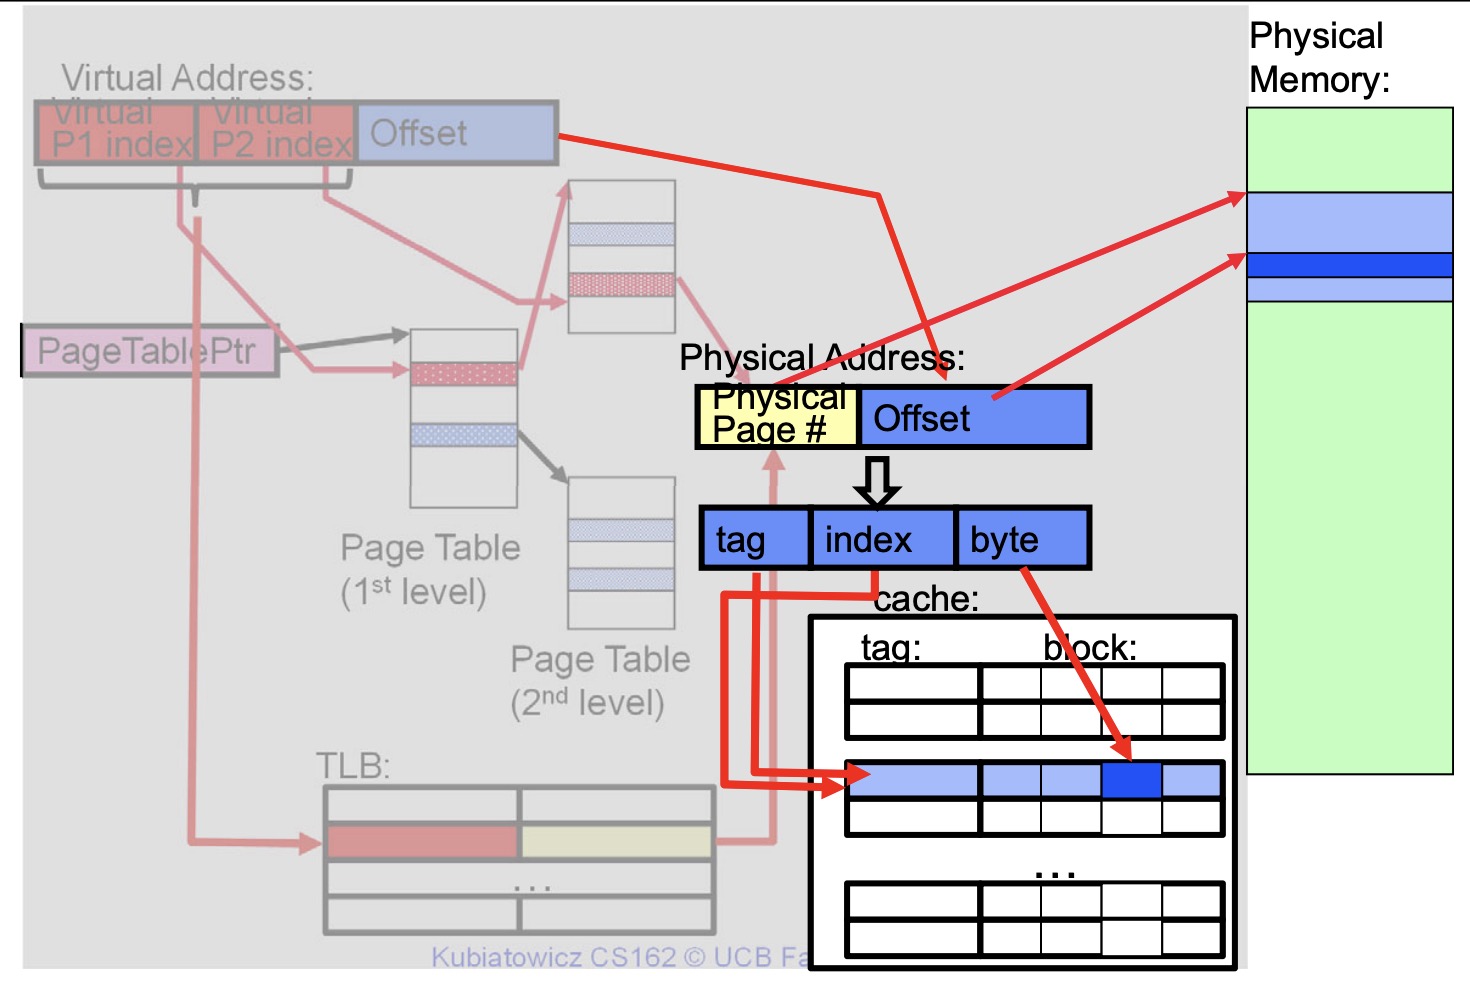 Physical
Memory:
Virtual Address:
Virtual
P1 index
Virtual
P2 index
Offset
PageTablePtr
Physical Address:
Physical
Page #
Offset
tag
index
byte
Page Table
(1st level)
cache:
tag:
block:
Page Table
(2nd level)
TLB:
...
...
Kubiatowicz CS162 © UCB Fa